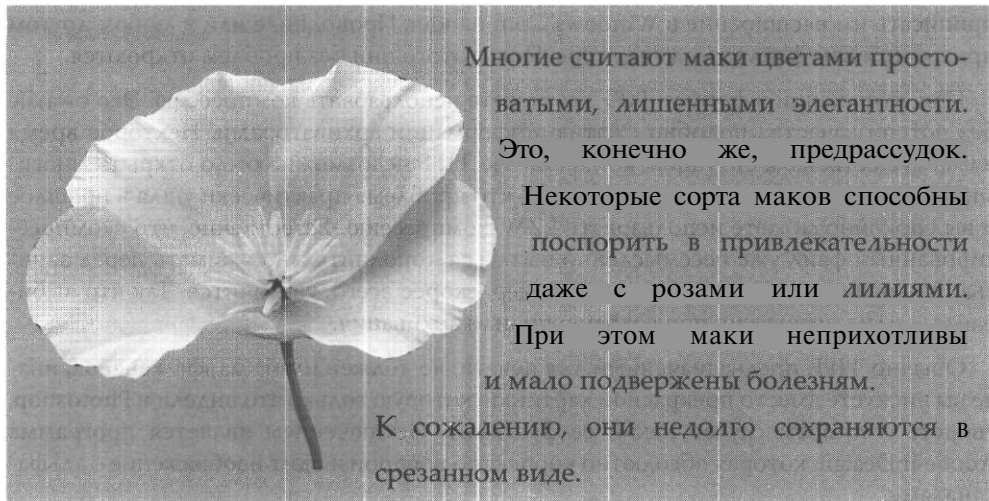 Многие считают маки цветами просто-
ватыми, лишенными элегантности.
Это, конечно же, предрассудок.
Некоторые сорта маков способны
поспорить в привлекательности
даже с розами или лилиями.
При этом маки неприхотливы
и мало подвержены болезням.
К сожалению, они недолго сохраняются в
срезанном виде.